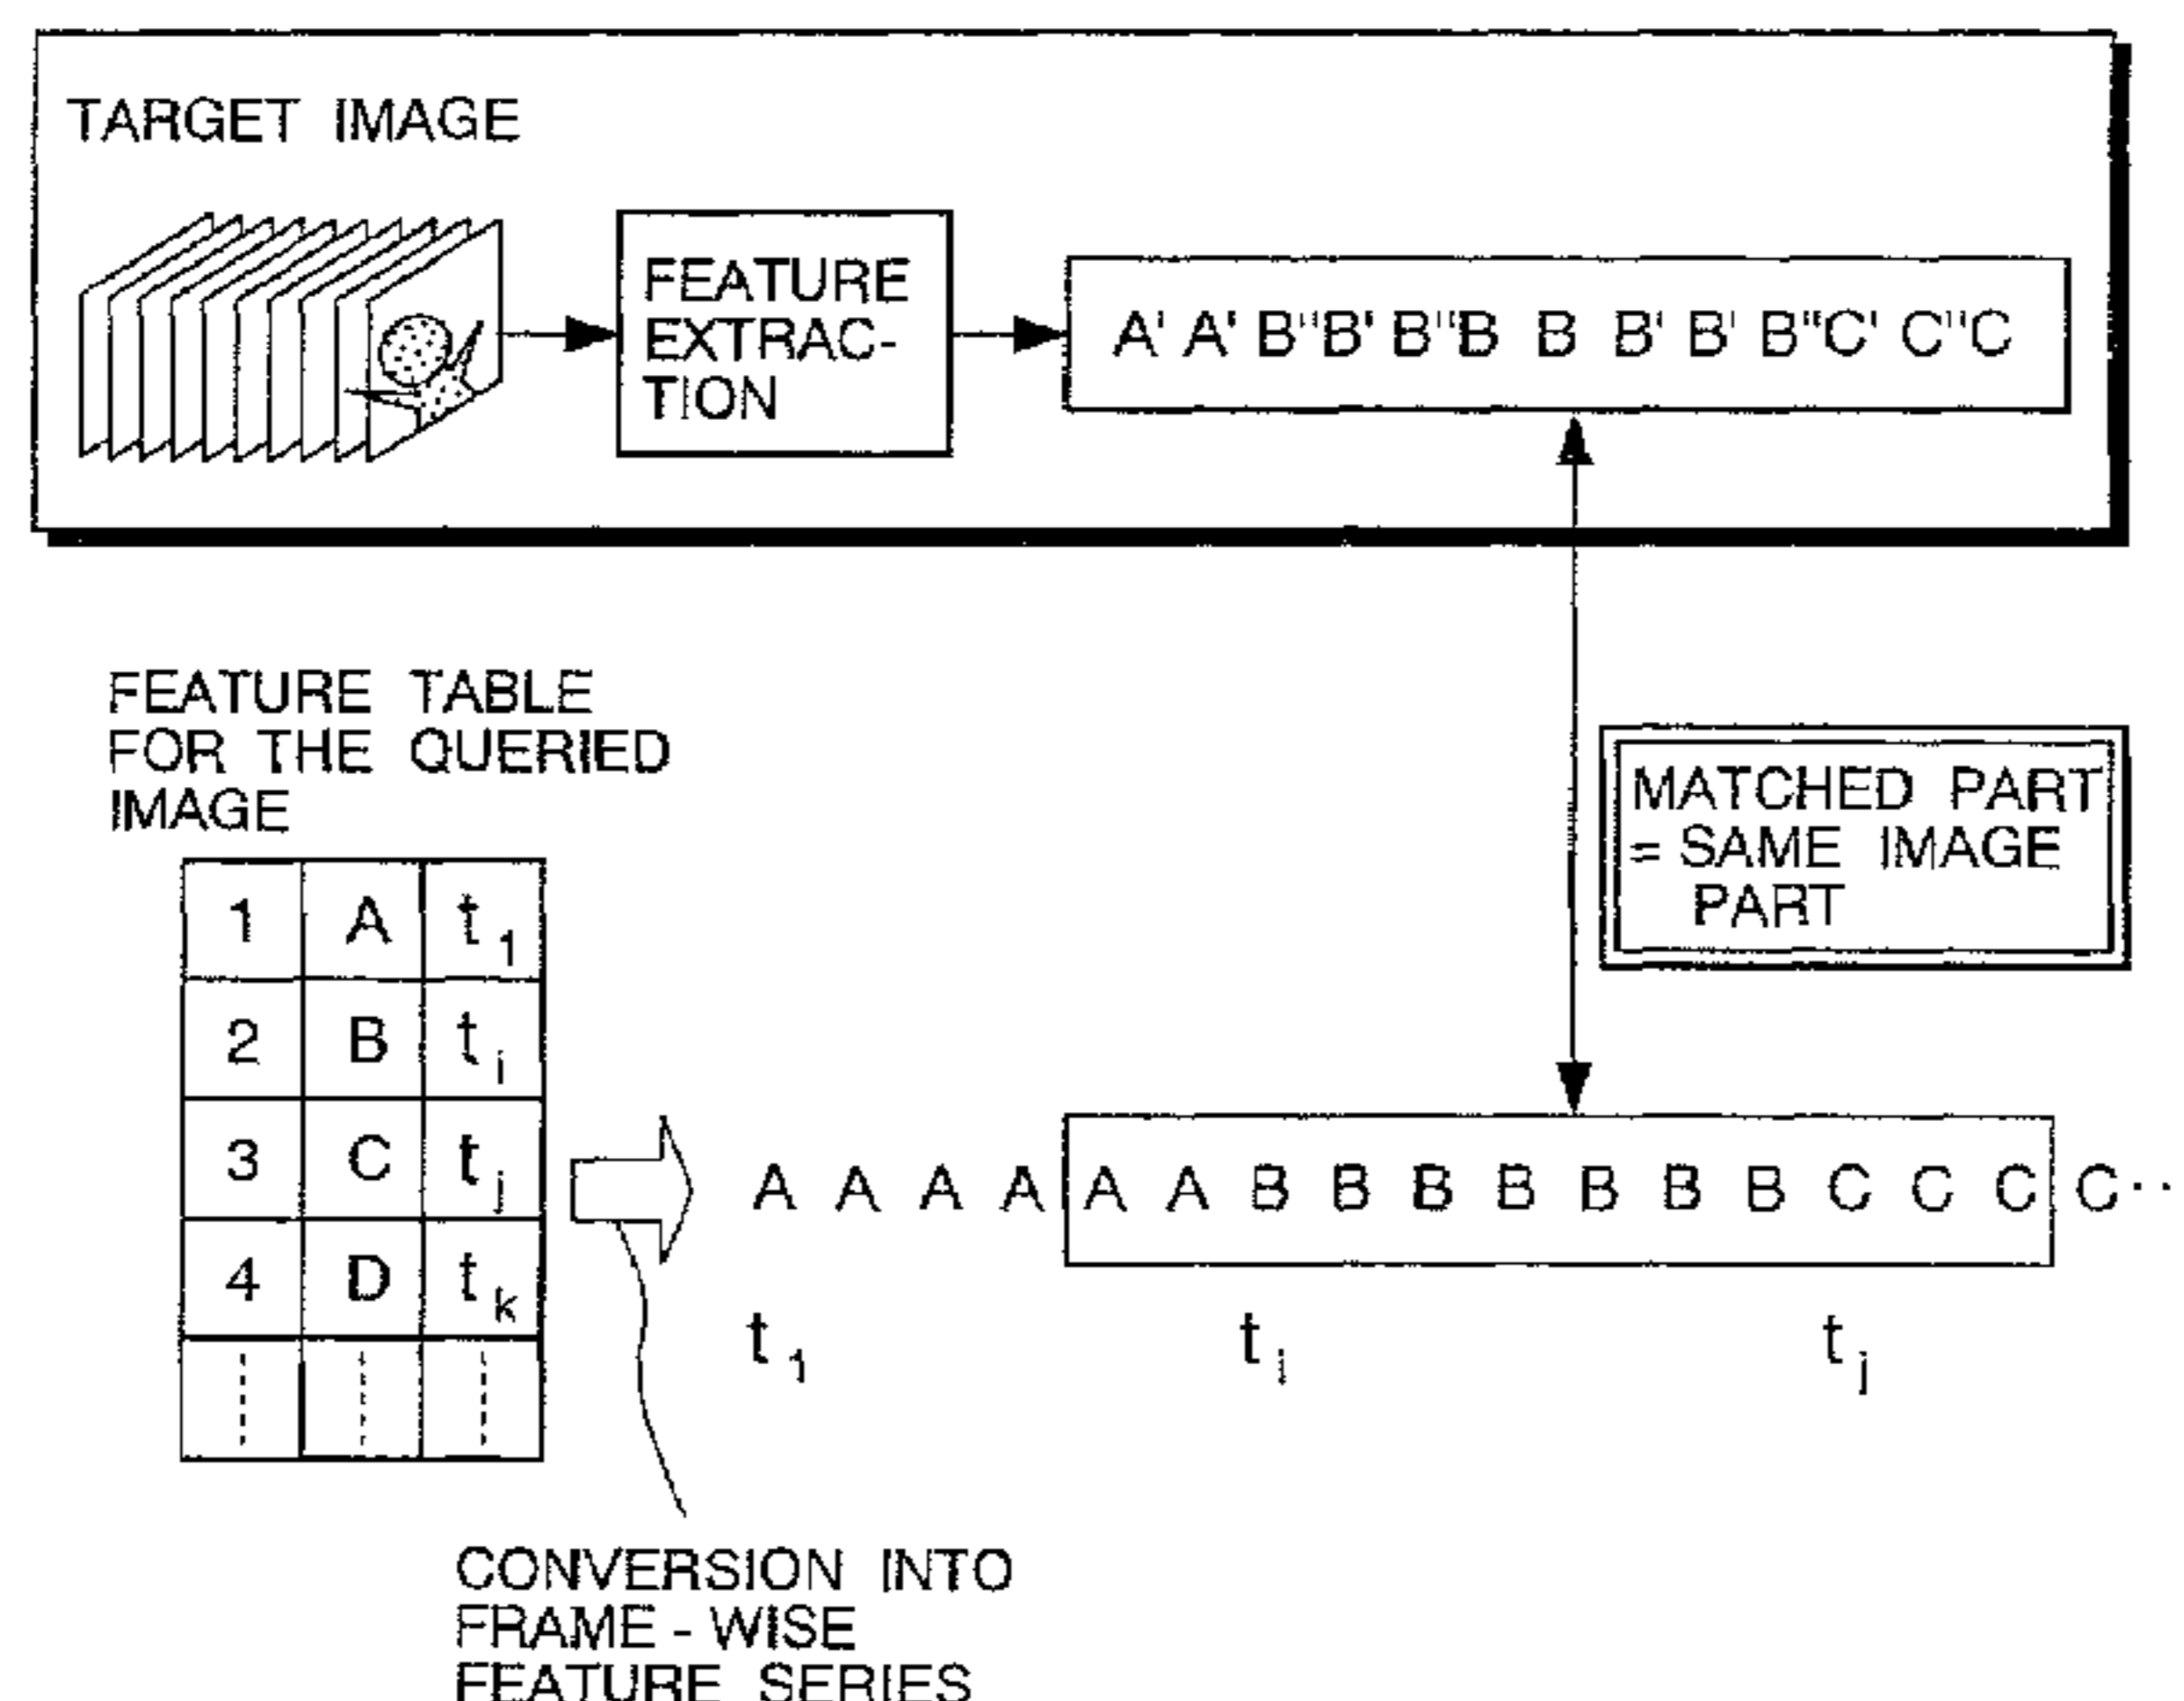 TARGET IMAGE
FEATURE
EXTRAC-
TION
A' A' B" B' B" B B B' B' B" C' C" C
FEATURE TABLE
FOR THE QUERIED
IMAGE
MATCHED PART
= SAME IMAGE
PART
1 A t1
2 B ti
3 C tj
4 D tk
A A A A A A B B B B B B B C C C C··
t1 ti tj
CONVERSION INTO
FRAME - WISE
FEATURE SERIES